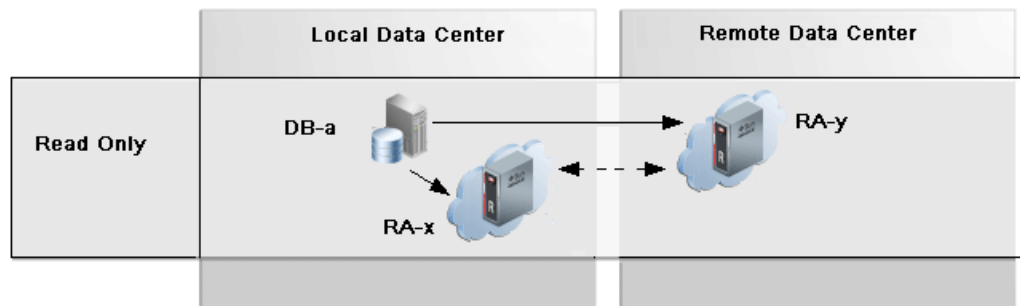 Local Data Center
Remote Data Center
Read Only
DB-a
RA-y
RA-x
R
R